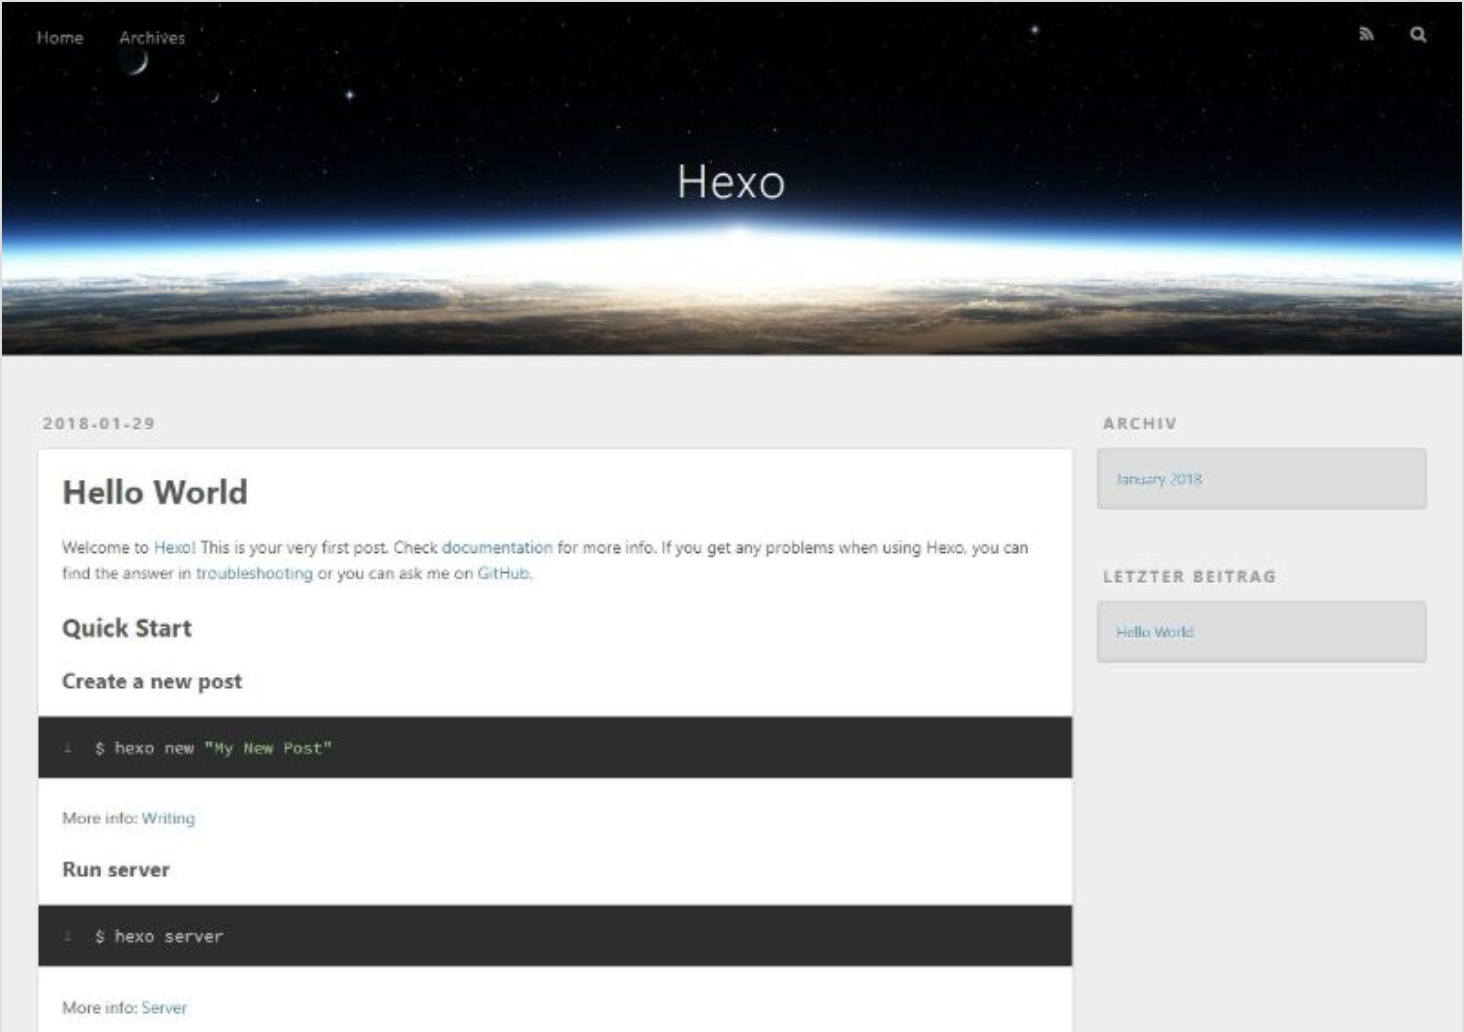 Home Archives
Hexo
2018-01-29
Hello World
Welcome to Hexo! This is your very first post. Check documentation for more info. If you get any problems when using Hexo, you can
find the answer in troubleshooting or you can ask me on GitHub.
Quick Start
Create a new post
1 $ hexo new "My New Post"
More info: Writing
Run server
1 $ hexo server
More info: Server
ARCHIV
January 2018
LETZTER BEITRAG
Hello World